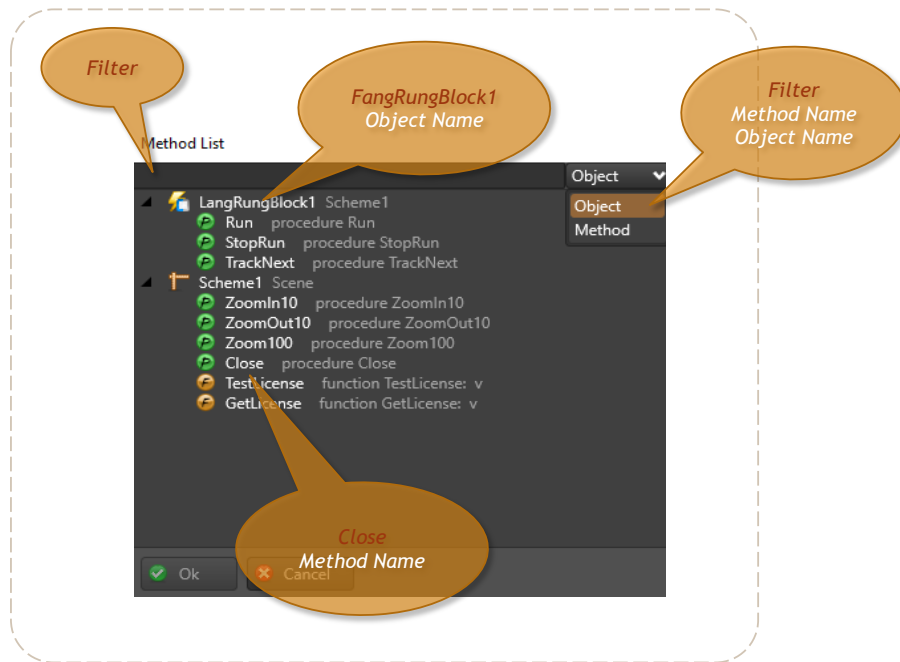 Filter
FangRungBlock1
Object Name
Filter
Method Name
Object Name
Method List
Object
LangRungBlock1 Scheme1
Object
Run procedure Run
Method
StopRun procedure StopRun
TrackNext procedure TrackNext
Scheme1 Scene
ZoomIn10 procedure ZoomIn10
ZoomOut10 procedure ZoomOut10
Zoom100 procedure Zoom100
Close procedure Close
TestLicense function TestLicense: v
GetLicense function GetLicense: v
Close
Method Name
Ok
Cancel